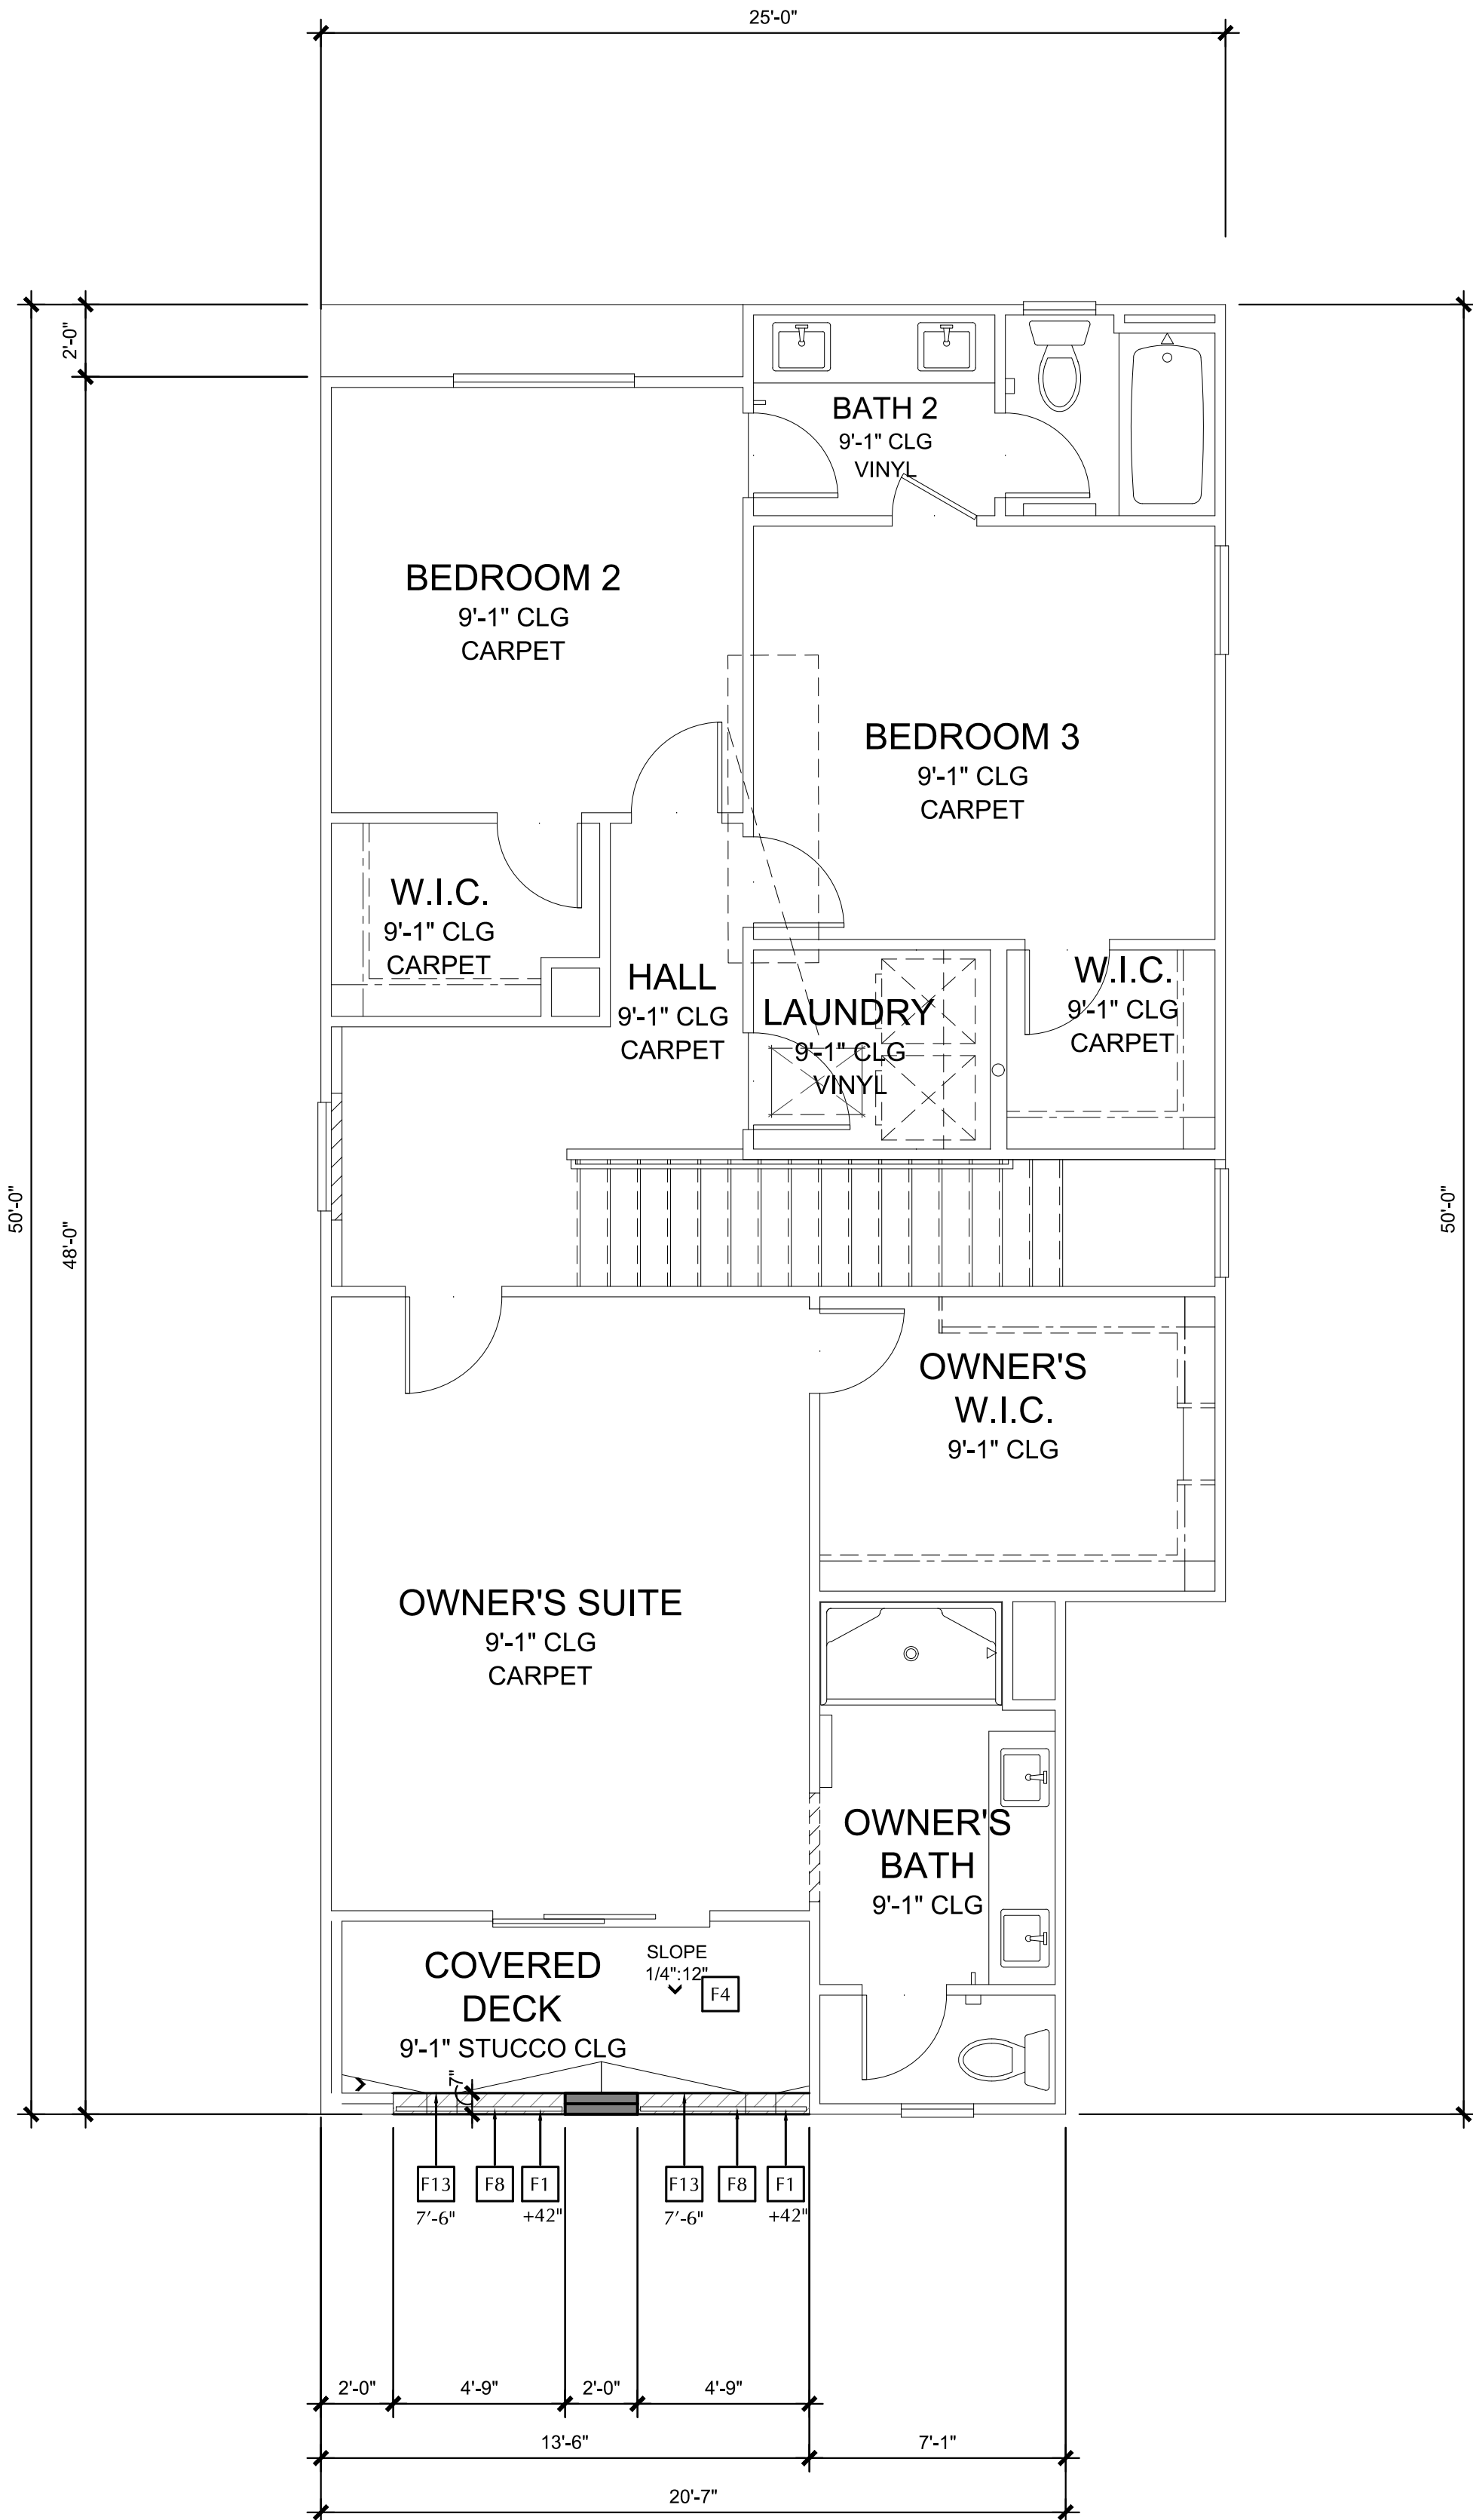 25'-0"
2'-0"
BATH 2
9'-1" CLG
VINYL
BEDROOM 2
9'-1" CLG
CARPET
BEDROOM 3
9'-1" CLG
CARPET
W.I.C.
9'-1" CLG
CARPET
HALL
9'-1" CLG
CARPET
LAUNDRY
9'-1" CLG
VINYL
W.I.C.
9'-1" CLG
CARPET
50'-0"
48'-0"
50'-0"
OWNER'S
W.I.C.
9'-1" CLG
OWNER'S SUITE
9'-1" CLG
CARPET
OWNER'S
BATH
9'-1" CLG
COVERED
DECK
9'-1" STUCCO CLG
SLOPE
1/4":12"
F4
7"
F13
7'-6"
F8
F1
+42"
F13
7'-6"
F8
F1
+42"
2'-0"
4'-9"
2'-0"
4'-9"
13'-6"
7'-1"
20'-7"